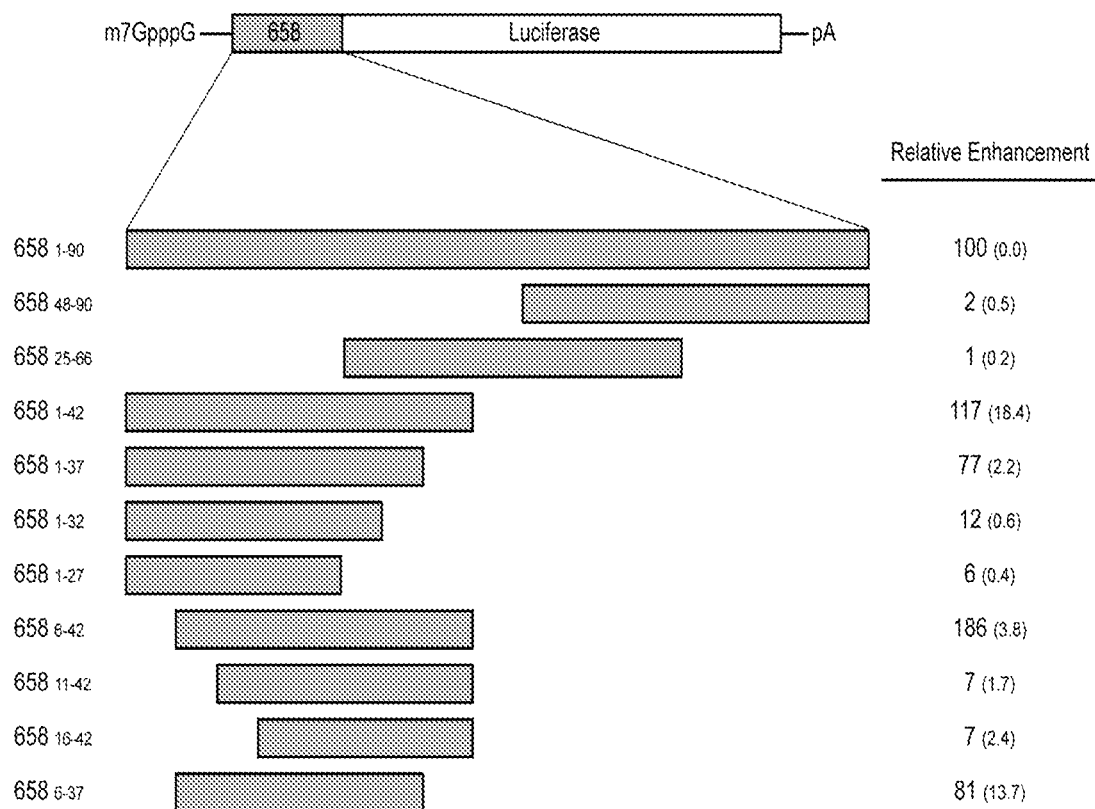 m7GpppG 658 Luciferase pA
Relative Enhancement
658 1-90 100 (0.0)
658 48-90 2 (0.5)
658 25-66 1 (0.2)
658 1-42 117 (18.4)
658 1-37 77 (2.2)
658 1-32 12 (0.6)
658 1-27 6 (0.4)
658 6-42 186 (3.8)
658 11-42 7 (1.7)
658 16-42 7 (2.4)
658 6-37 81 (13.7)